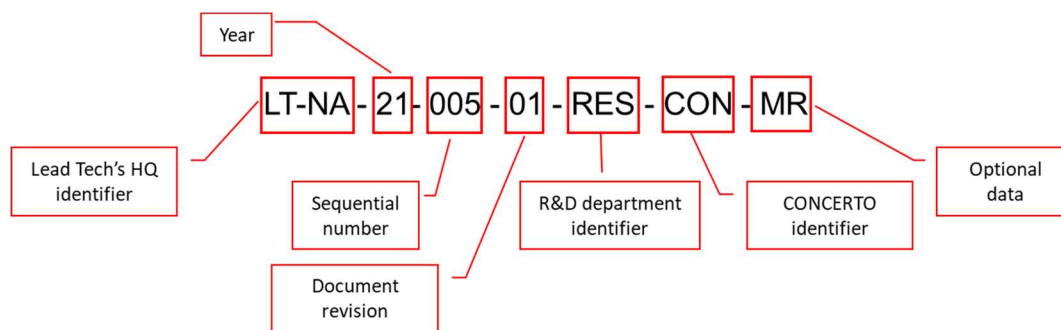 Year
LT-NA - 21 - 005 - 01 - RES - CON - MR
Lead Tech’s HQ
identifier
Sequential
number
Document
revision
R&D department
identifier
CONCERTO
identifier
Optional
data